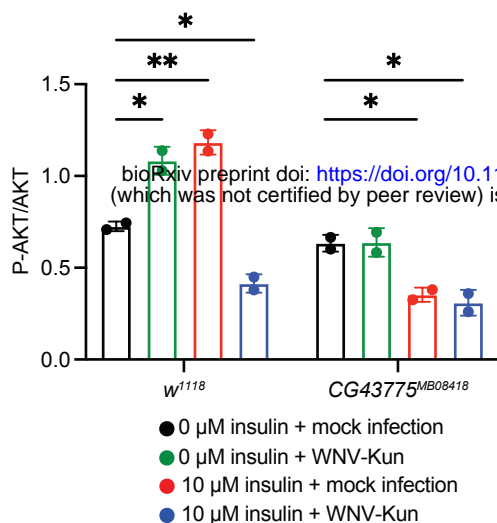 *
**
*
*
*
1.5
1.0
0.5
0.0
P-AKT/AKT
bioRxiv preprint doi: https://doi.org/10.11
(which was not certified by peer review) is
w1118
CG43775MB08418
0 µM insulin + mock infection
0 µM insulin + WNV-Kun
10 µM insulin + mock infection
10 µM insulin + WNV-Kun